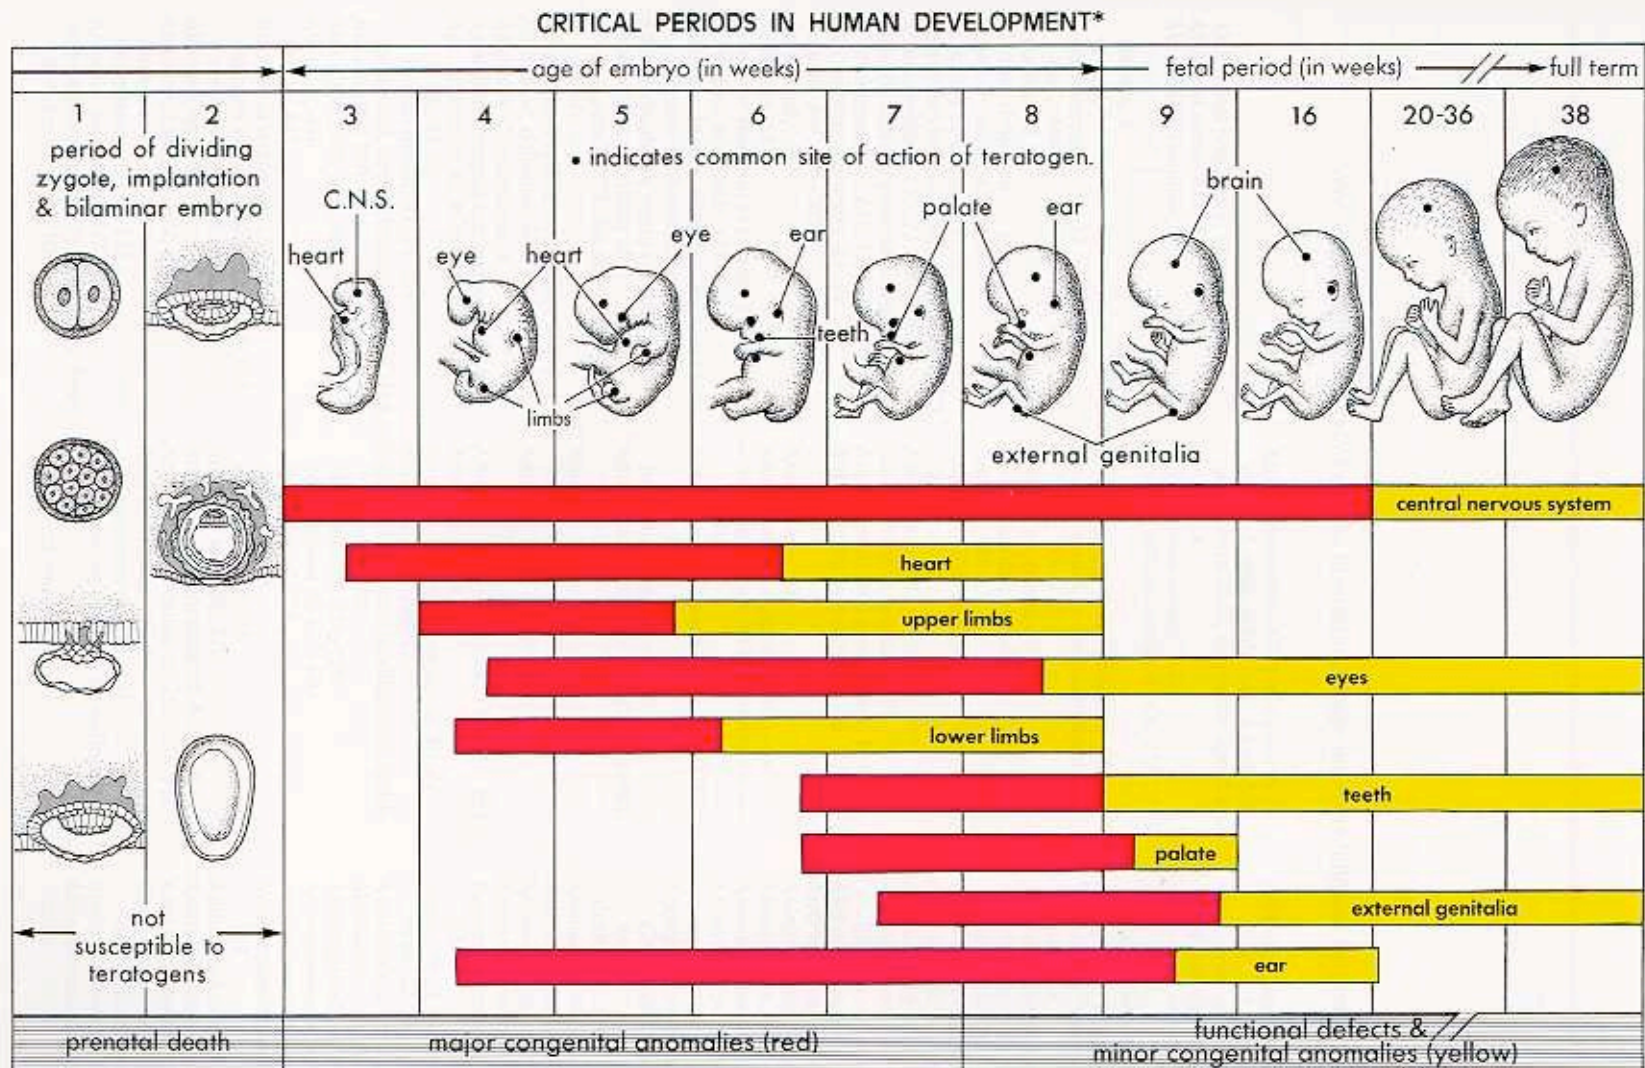 CRITICAL PERIODS IN HUMAN DEVELOPMENT*
age of embryo (in weeks)
fetal period (in weeks)
full term
1
2
3
4
5
6
7
8
9
16
20-36
38
period of dividing
zygote, implantation
& bilaminar embryo
• indicates common site of action of teratogen.
C.N.S.
heart
eye
heart
limbs
eye
ear
teeth
palate
ear
external genitalia
brain
central nervous system
heart
upper limbs
eyes
lower limbs
teeth
palate
external genitalia
ear
not
susceptible to
teratogens
prenatal death
major congenital anomalies (red)
functional defects &
minor congenital anomalies (yellow)